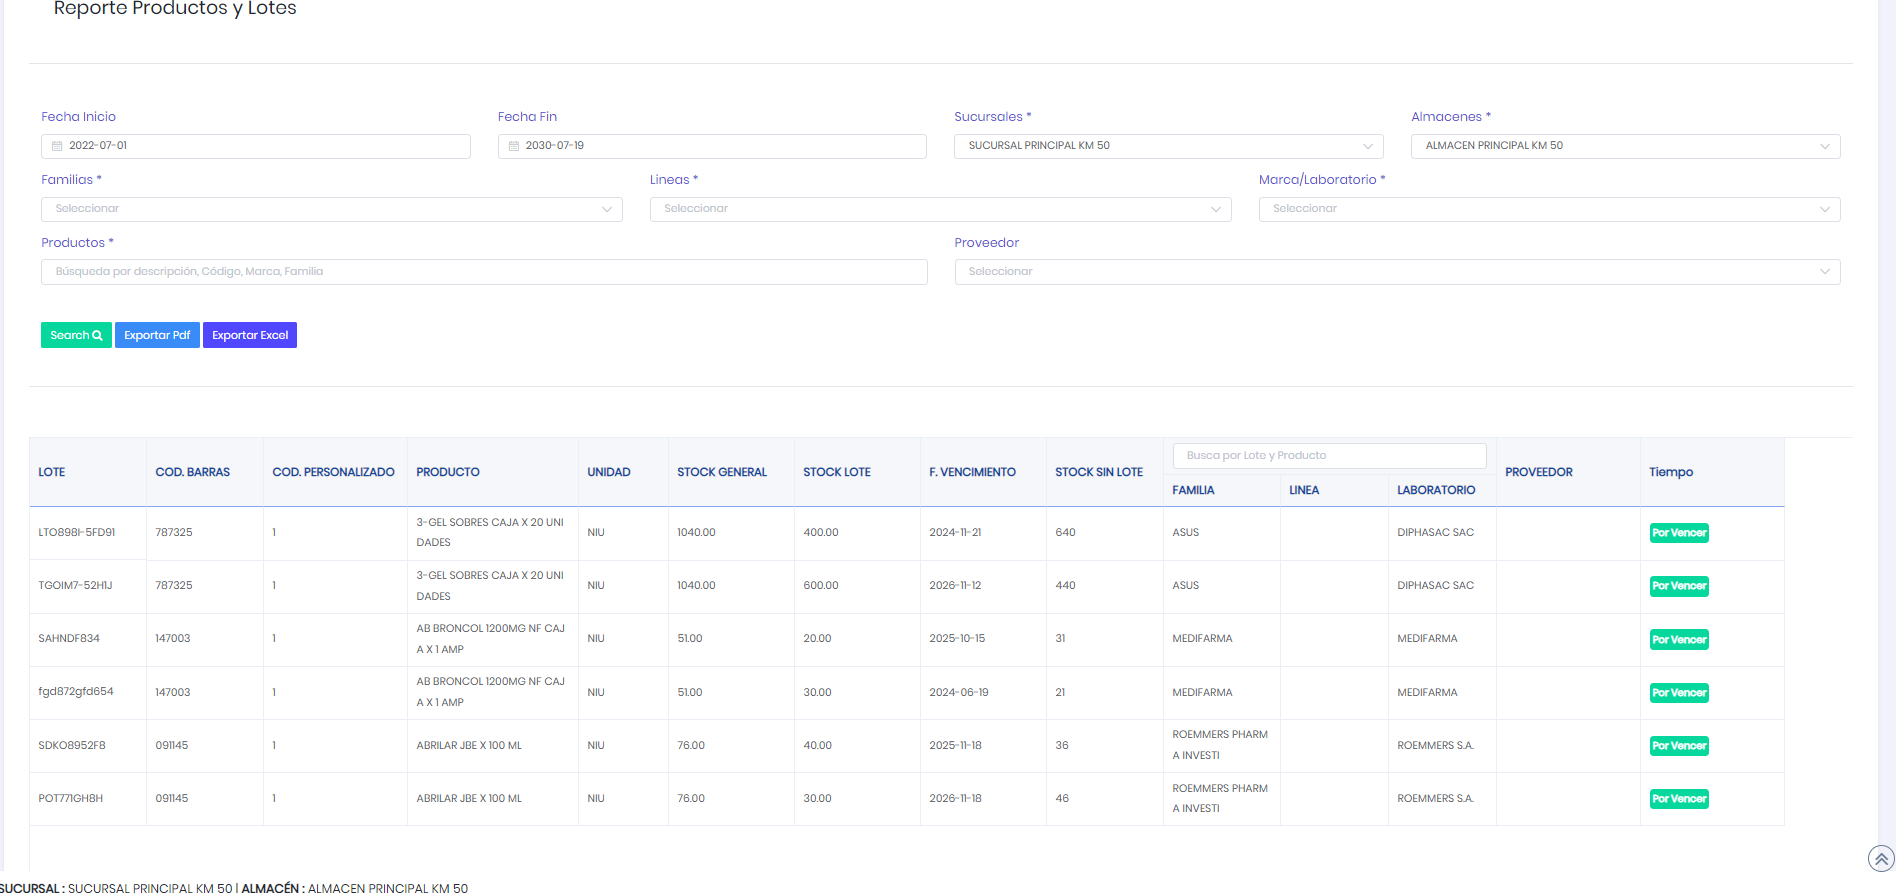 Reporte Productos y Lotes
Fecha Inicio
Fecha Fin
Sucursales *
Almacenes *
2022-07-01
2030-07-19
SUCURSAL PRINCIPAL KM 50
ALMACEN PRINCIPAL KM 50
Familias *
Lineas *
Marca/Laboratorio *
Seleccionar
Seleccionar
Seleccionar
Productos *
Proveedor
Búsqueda por descripción, Código, Marca, Familia
Seleccionar
Search
Exportar Pdf
Exportar Excel
LOTE COD. BARRAS COD. PERSONALIZADO PRODUCTO UNIDAD STOCK GENERAL STOCK LOTE F. VENCIMIENTO STOCK SIN LOTE
Busca por Lote y Producto
FAMILIA LINEA LABORATORIO
PROVEEDOR Tiempo
LTO898I-5FD91 787325 1
3-GEL SOBRES CAJA X 20 UNI
DADES
NIU 1040.00 400.00 2024-11-21 640 ASUS DIPHASAC SAC Por Vencer
TGOIM7-52H1J 787325 1
3-GEL SOBRES CAJA X 20 UNI
DADES
NIU 1040.00 600.00 2026-11-12 440 ASUS DIPHASAC SAC Por Vencer
SAHNDF834 147003 1
AB BRONCOL 1200MG NF CAJ
A X 1 AMP
NIU 51.00 20.00 2025-10-15 31 MEDIFARMA MEDIFARMA Por Vencer
fgd872gfd654 147003 1
AB BRONCOL 1200MG NF CAJ
A X 1 AMP
NIU 51.00 30.00 2024-06-19 21 MEDIFARMA MEDIFARMA Por Vencer
SDKO8952F8 091145 1 ABRILAR JBE X 100 ML NIU 76.00 40.00 2025-11-18 36
ROEMMERS PHARM
A INVESTI
ROEMMERS S.A. Por Vencer
POT771GH8H 091145 1 ABRILAR JBE X 100 ML NIU 76.00 30.00 2026-11-18 46
ROEMMERS PHARM
A INVESTI
ROEMMERS S.A. Por Vencer
SUCURSAL : SUCURSAL PRINCIPAL KM 50 | ALMACÉN : ALMACEN PRINCIPAL KM 50